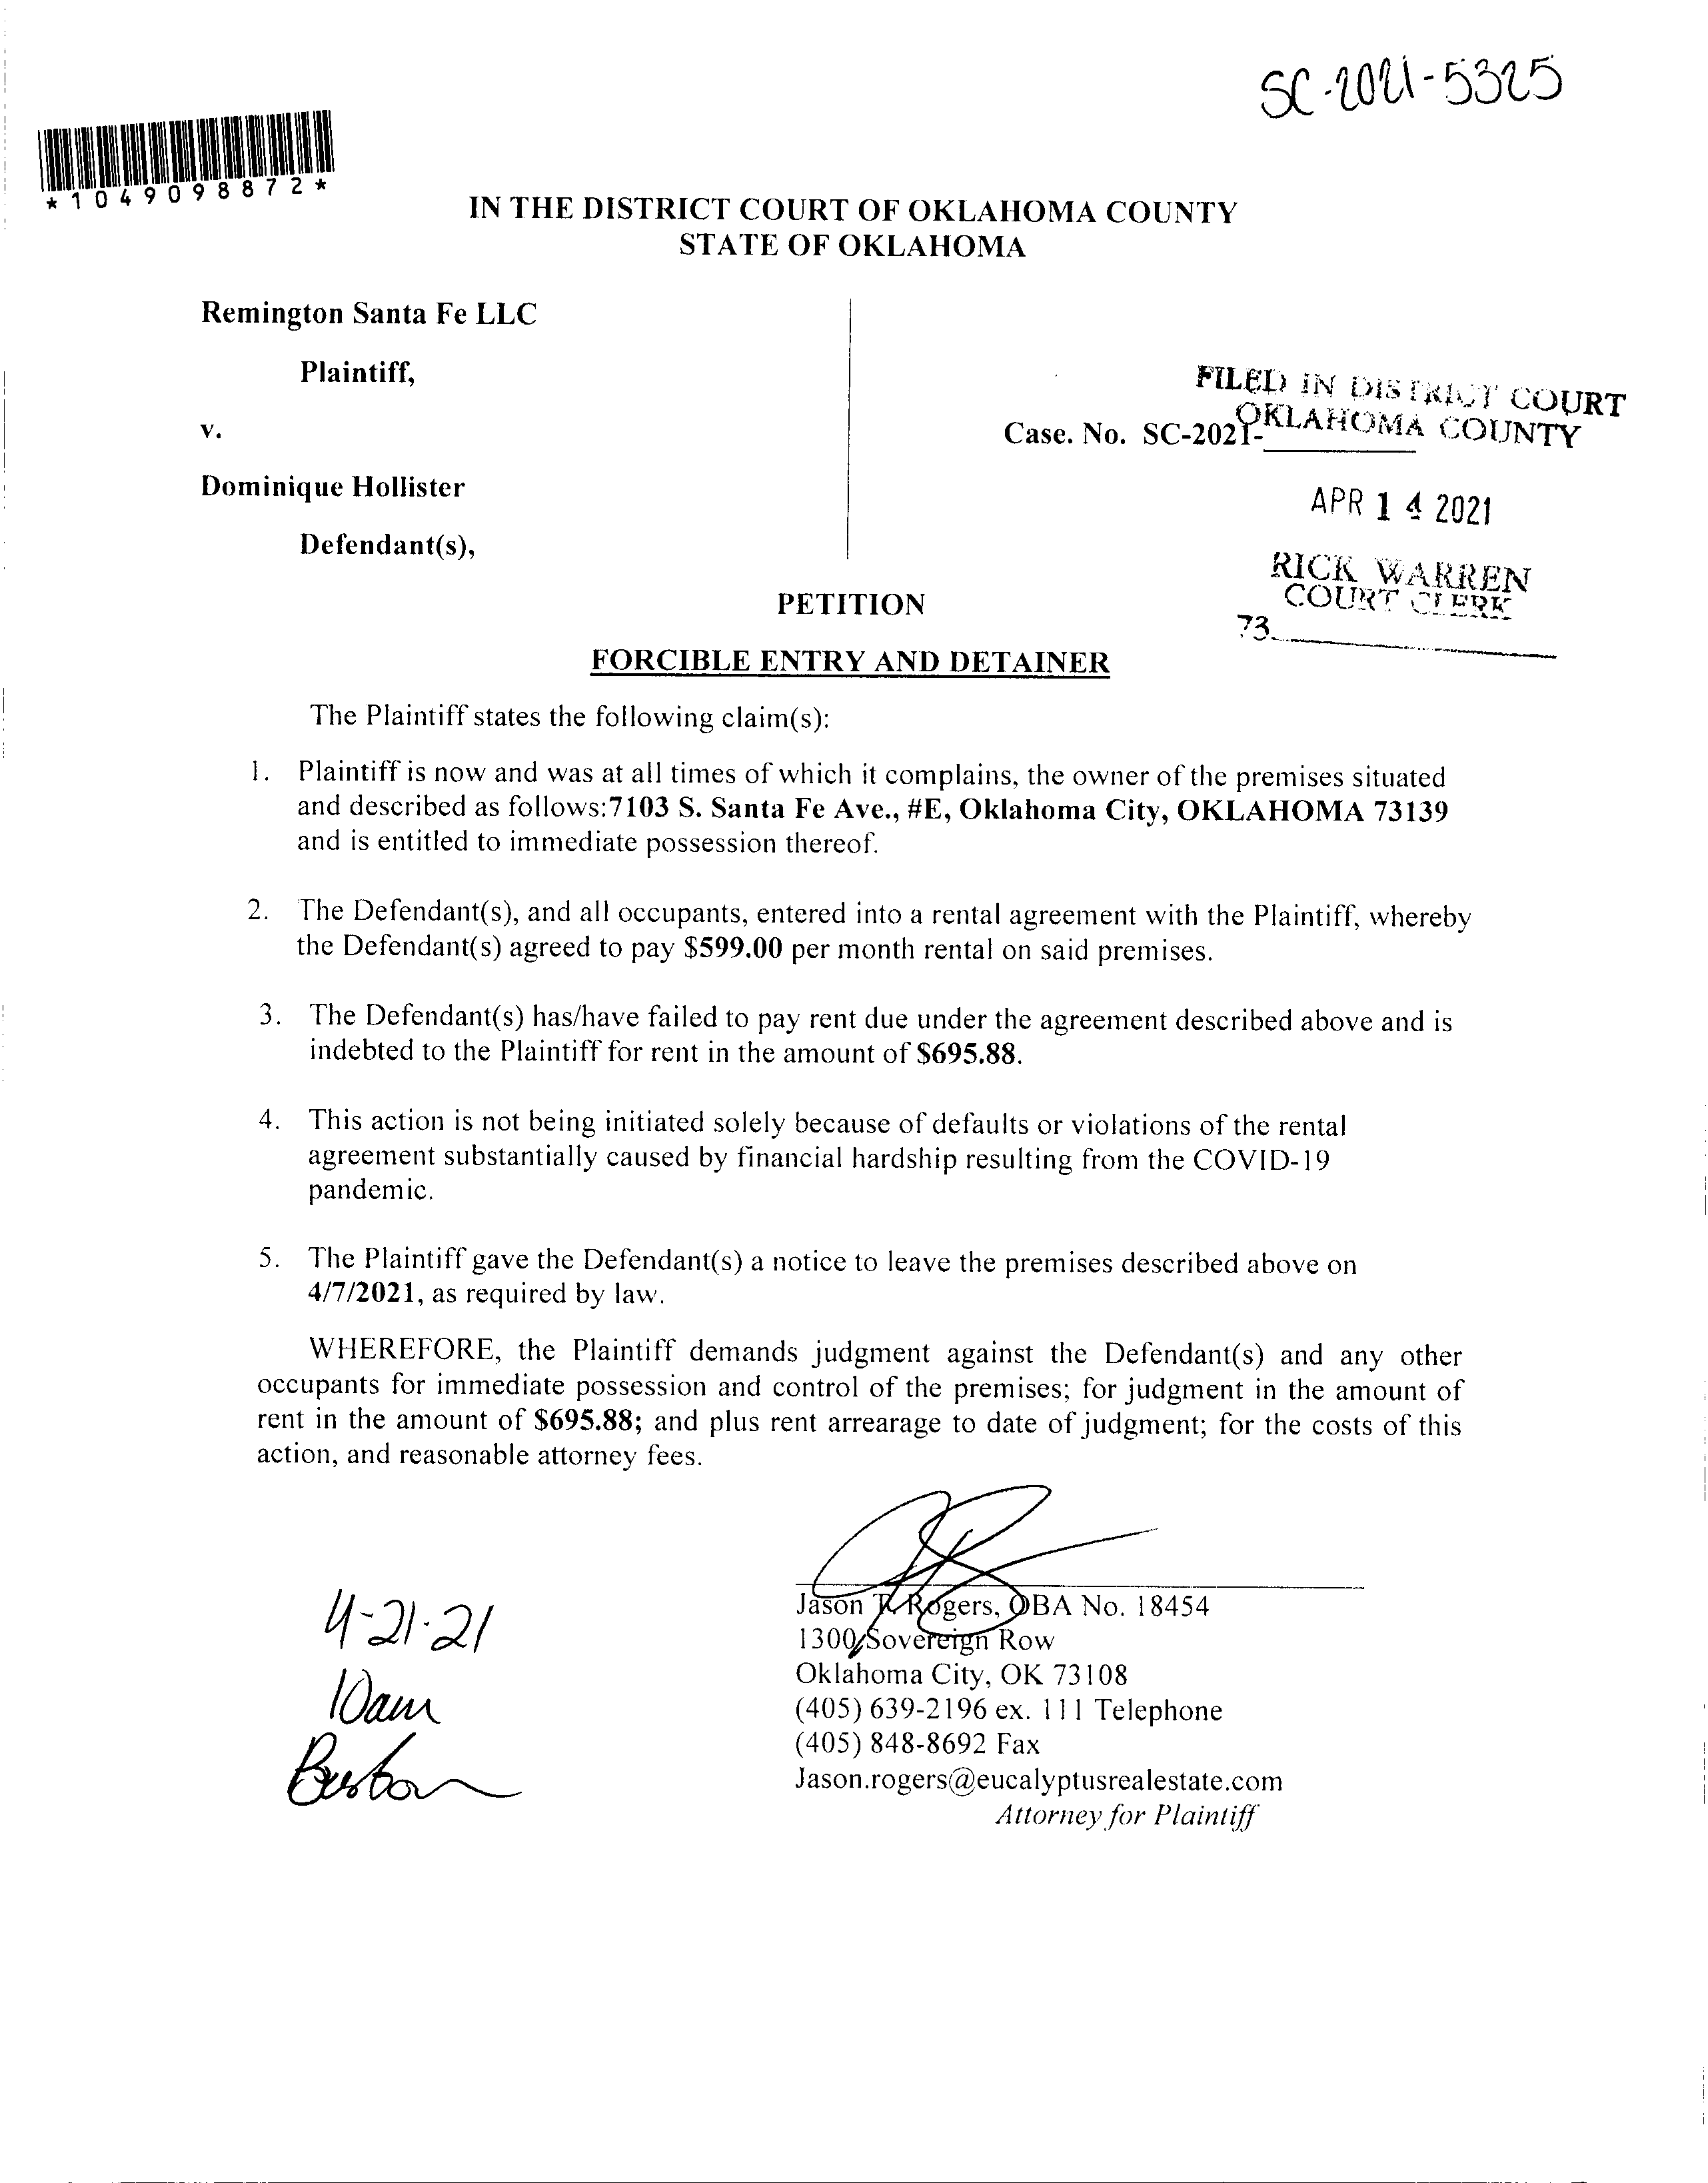 SC-2021-5325
*1049098872*
IN THE DISTRICT COURT OF OKLAHOMA COUNTY
STATE OF OKLAHOMA
Remington Santa Fe LLC
Plaintiff,
v.
Dominique Hollister
Defendant(s),
Case. No. SC-2021-
FILED IN DISTRICT COURT
OKLAHOMA COUNTY
APR 14 2021
RICK WARREN
COURT CLERK
73
PETITION
FORCIBLE ENTRY AND DETAINER
The Plaintiff states the following claim(s):
1. Plaintiff is now and was at all times of which it complains, the owner of the premises situated
and described as follows:7103 S. Santa Fe Ave., #E, Oklahoma City, OKLAHOMA 73139
and is entitled to immediate possession thereof.
2. The Defendant(s), and all occupants, entered into a rental agreement with the Plaintiff, whereby
the Defendant(s) agreed to pay $599.00 per month rental on said premises.
3. The Defendant(s) has/have failed to pay rent due under the agreement described above and is
indebted to the Plaintiff for rent in the amount of $695.88.
4. This action is not being initiated solely because of defaults or violations of the rental
agreement substantially caused by financial hardship resulting from the COVID-19
pandemic.
5. The Plaintiff gave the Defendant(s) a notice to leave the premises described above on
4/7/2021, as required by law.
WHEREFORE, the Plaintiff demands judgment against the Defendant(s) and any other
occupants for immediate possession and control of the premises; for judgment in the amount of
rent in the amount of $695.88; and plus rent arrearage to date of judgment; for the costs of this
action, and reasonable attorney fees.
4-21-21
10am
Jason Rogers, OBA No. 18454
1300 Sovereign Row
Oklahoma City, OK 73108
(405) 639-2196 ex. 111 Telephone
(405) 848-8692 Fax
Jason.rogers@eucalyptusrealestate.com
Attorney for Plaintiff